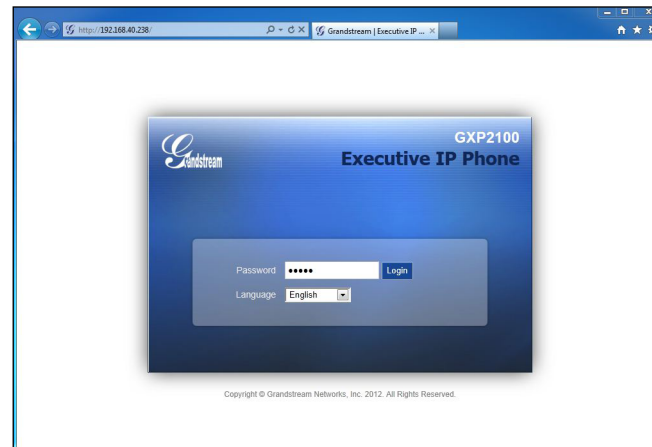 http://192.168.40.238/
Grandstream | Executive IP ...
Grandstream
GXP2100
Executive IP Phone
Password
Login
Language English
Copyright © Grandstream Networks, Inc. 2012. All Rights Reserved.